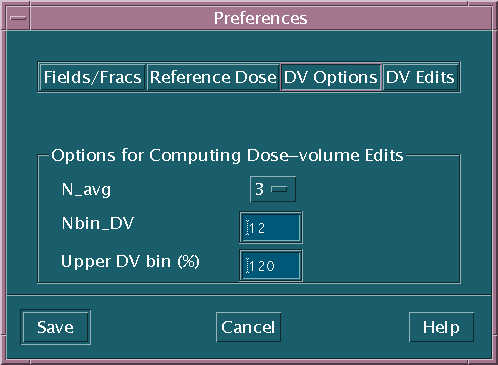 Preferences
Fields/Fracs Reference Dose DV Options DV Edits
Options for Computing Dose-volume Edits
N_avg 3
Nbin_DV 12
Upper DV bin (%) 120
Save Cancel Help